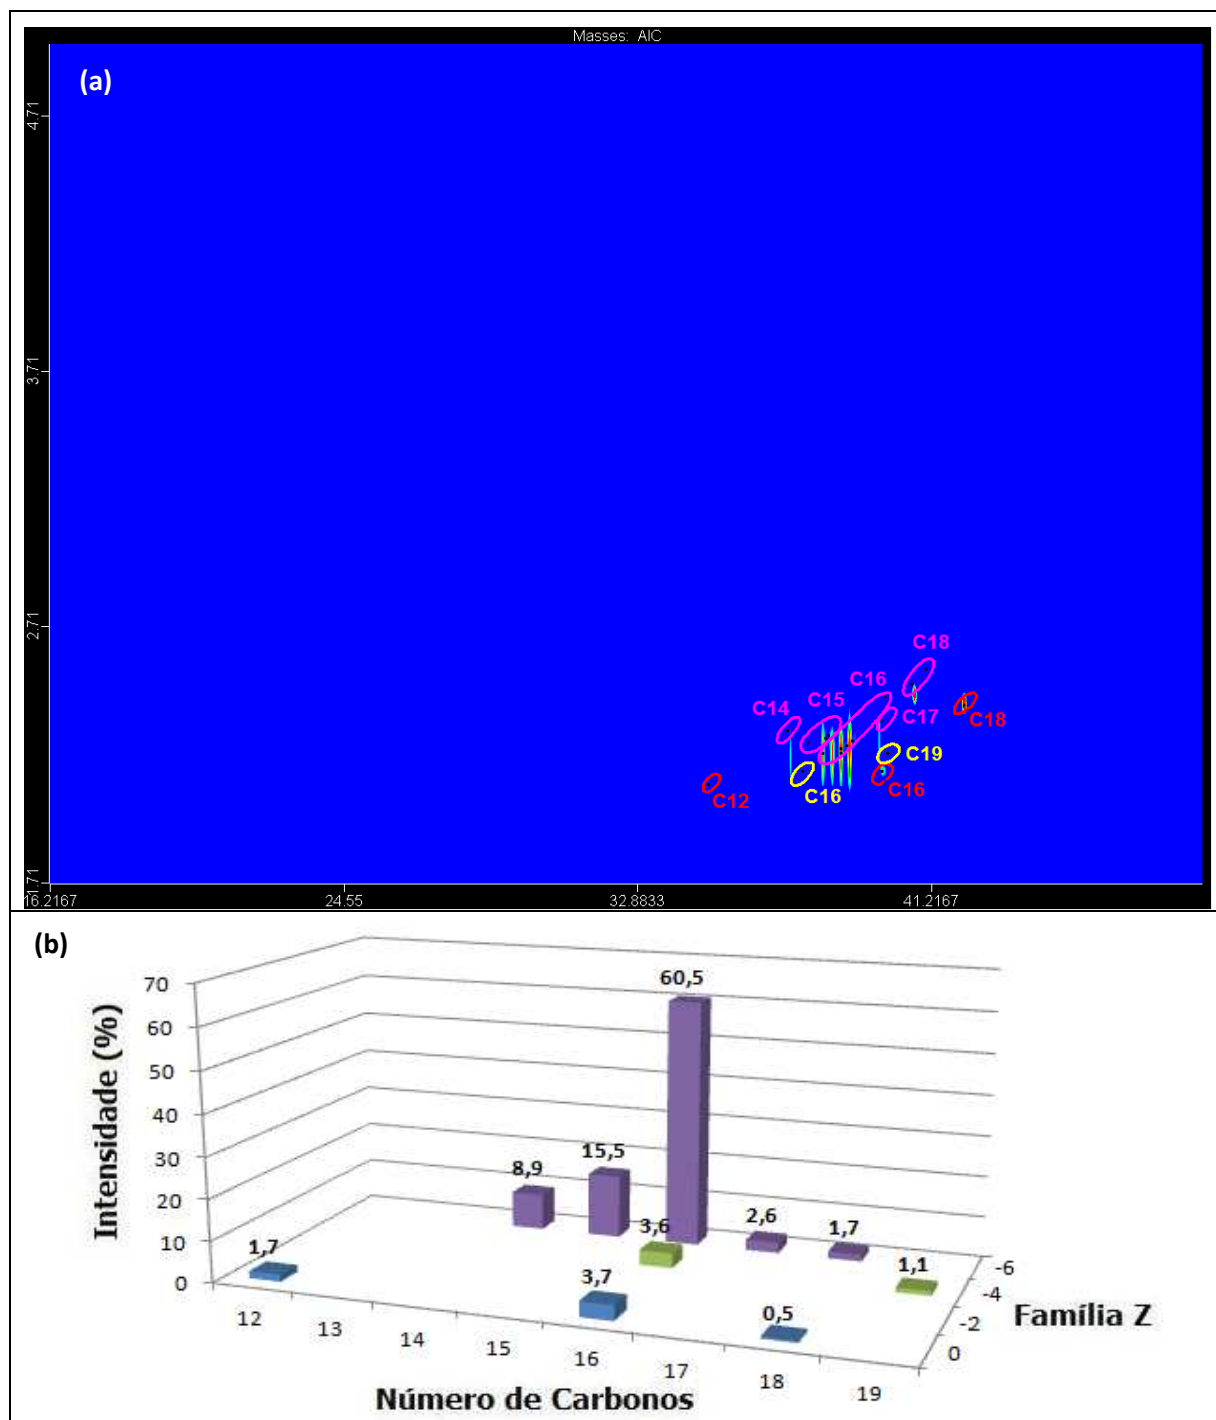 Masses: AIC
(a)
4.71
3.71
2.71
1.71
C18
C16
C15
C14
C17
C18
C19
C16
C16
C12
16.2167
24.55
32.8833
41.2167
(b)
60,5
70
60
50
40
30
20
10
0
Intensidade (%)
15,5
8,9
3,6
2,6
1,7
1,7
1,1
3,7
0,5
-6
-4
-2
0
Família Z
12
13
14
15
16
17
18
19
Número de Carbonos